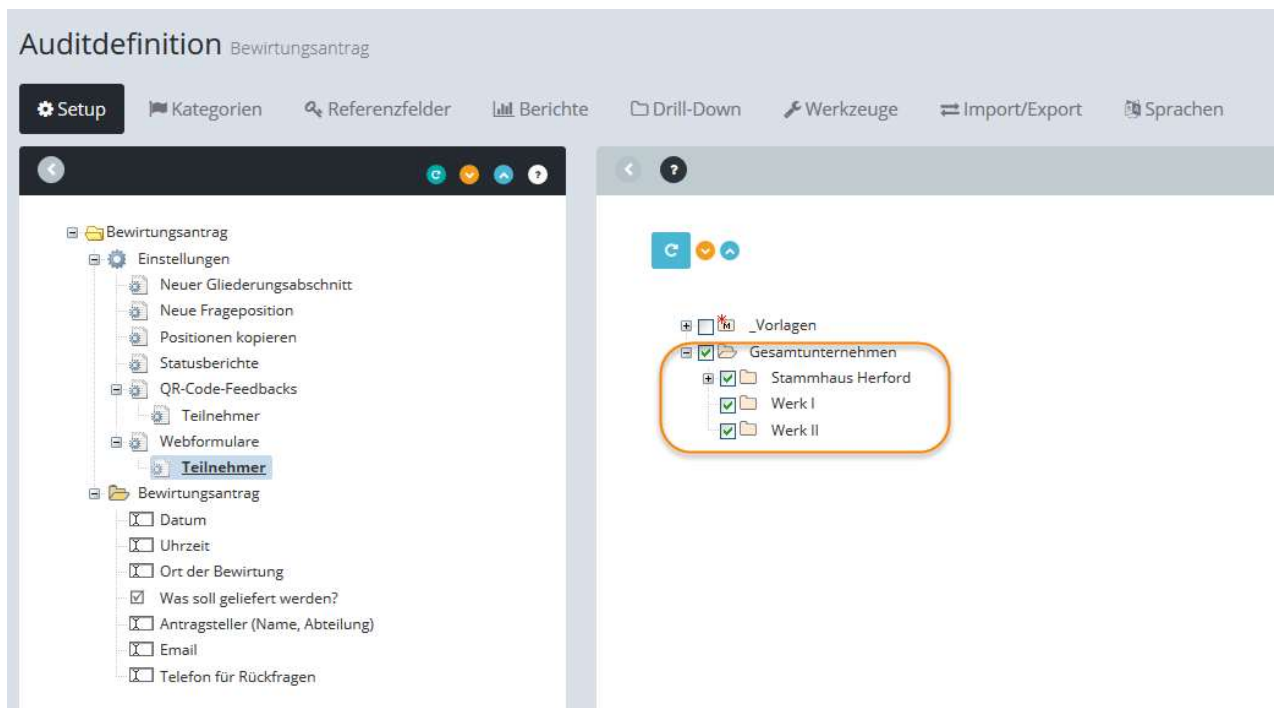 Auditdefinition Bewirtungsantrag
Setup Kategorien Referenzfelder Berichte Drill-Down Werkzeuge Import/Export Sprachen
Bewirtungsantrag
Einstellungen
Neuer Gliederungsabschnitt
Neue Frageposition
Positionen kopieren
Statusberichte
QR-Code-Feedbacks
Teilnehmer
Webformulare
Teilnehmer
Bewirtungsantrag
Datum
Uhrzeit
Ort der Bewirtung
Was soll geliefert werden?
Antragsteller (Name, Abteilung)
Email
Telefon für Rückfragen
_Vorlagen
Gesamtunternehmen
Stammhaus Herford
Werk I
Werk II